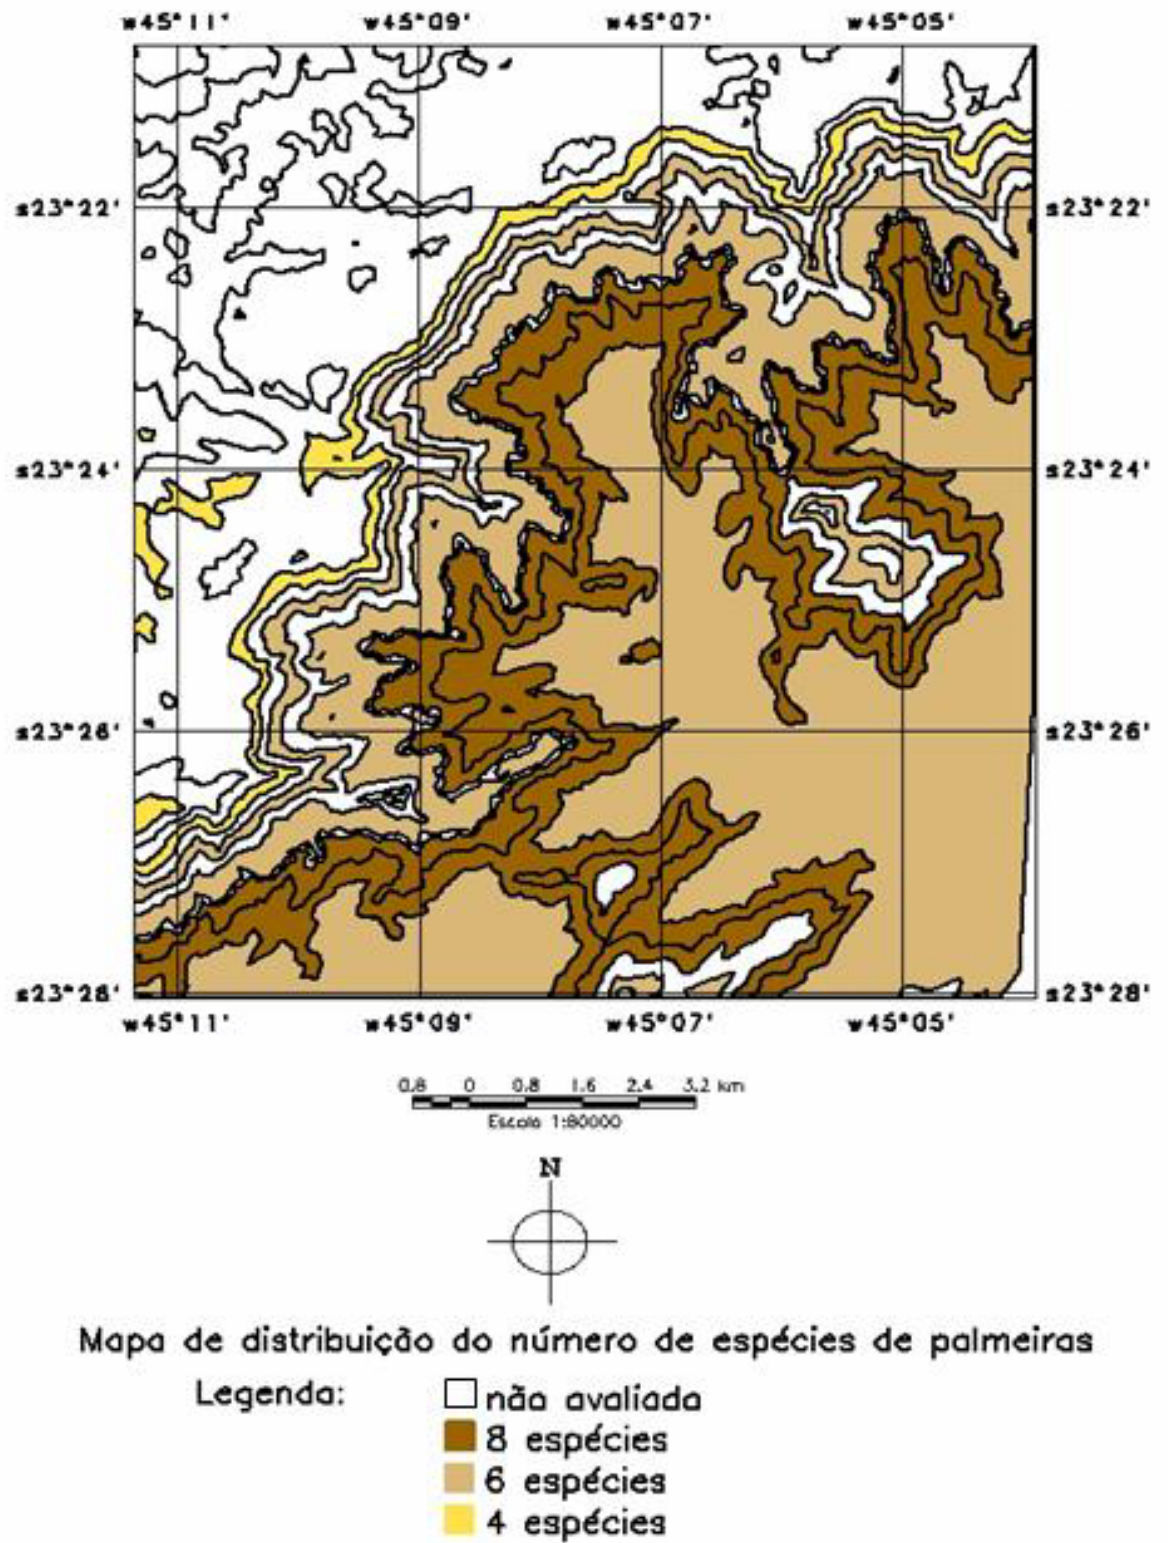 w45°11' w45°09' w45°07' w45°05'
s23°22' s23°22'
s23°24' s23°24'
s23°26' s23°26'
s23°28' s23°28'
w45°11' w45°09' w45°07' w45°05'
0.8 0 0.8 1.6 2.4 3.2 km
Escala 1:80000
N
Mapa de distribuição do número de espécies de palmeiras
Legenda:
não avaliada
8 espécies
6 espécies
4 espécies